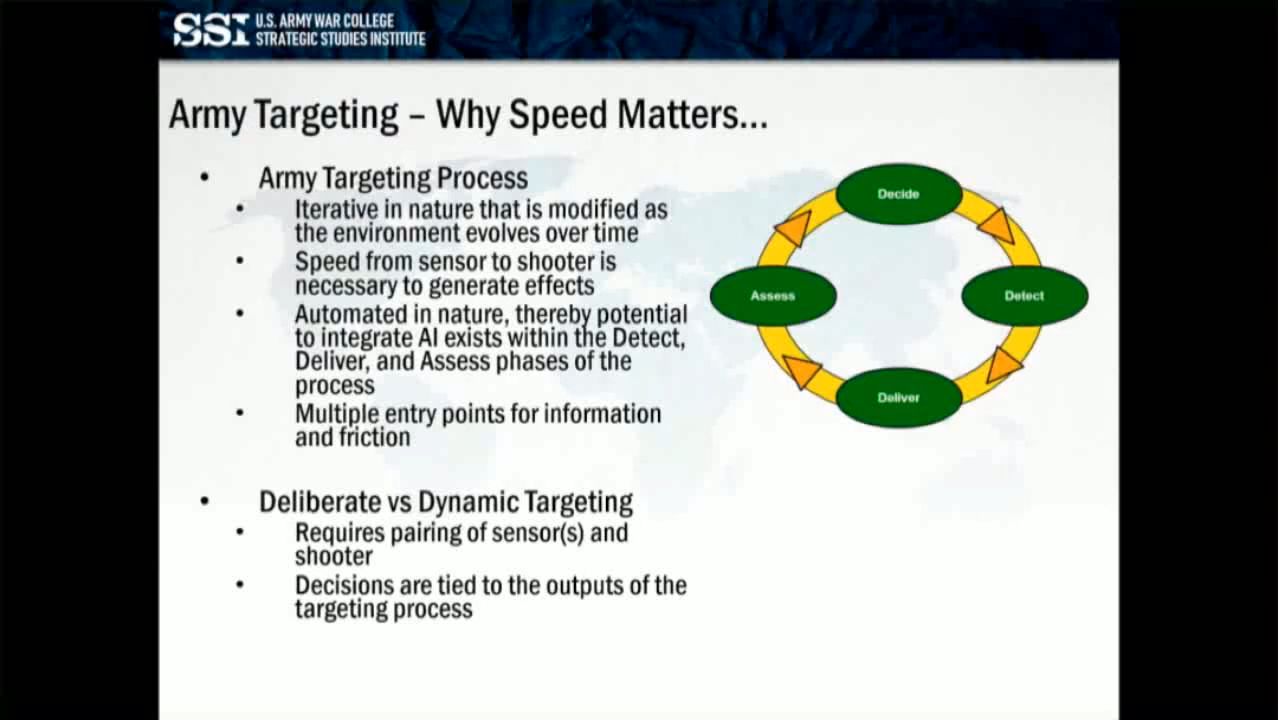 SSI U.S. ARMY WAR COLLEGE
STRATEGIC STUDIES INSTITUTE
Army Targeting – Why Speed Matters...
• Army Targeting Process
• Iterative in nature that is modified as
the environment evolves over time
• Speed from sensor to shooter is
necessary to generate effects
• Automated in nature, thereby potential
to integrate AI exists within the Detect,
Deliver, and Assess phases of the
process
• Multiple entry points for information
and friction
• Deliberate vs Dynamic Targeting
• Requires pairing of sensor(s) and
shooter
• Decisions are tied to the outputs of the
targeting process
Decide
Detect
Deliver
Assess